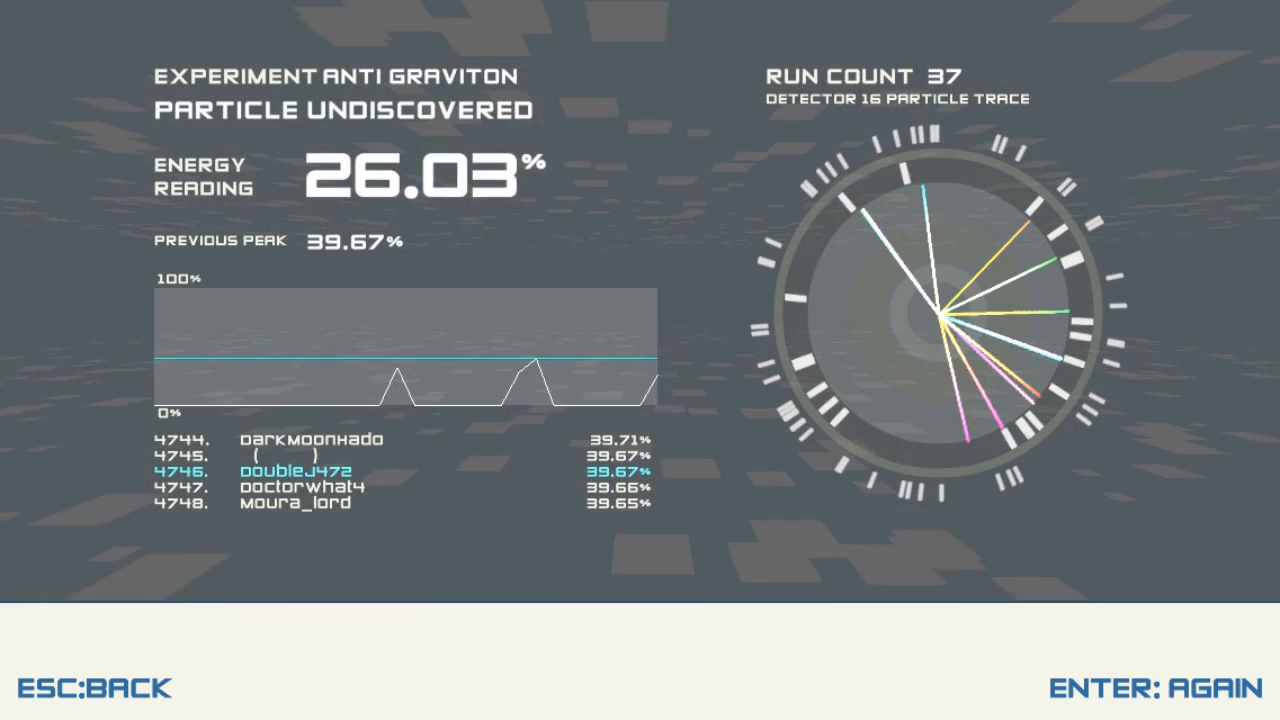 EXPERIMENT ANTI GRAVITON
PARTICLE UNDISCOVERED
ENERGY READING 26.03%
PREVIOUS PEAK 39.67%
100%
0%
4744. DARKMOONHADO 39.71%
4745. ( ) 39.67%
4746. DOUBLEJ472 39.67%
4747. DOCTORWHAT4 39.66%
4748. MOURA_LORD 39.65%
RUN COUNT 37
DETECTOR 16 PARTICLE TRACE
ESC:BACK
ENTER: AGAIN